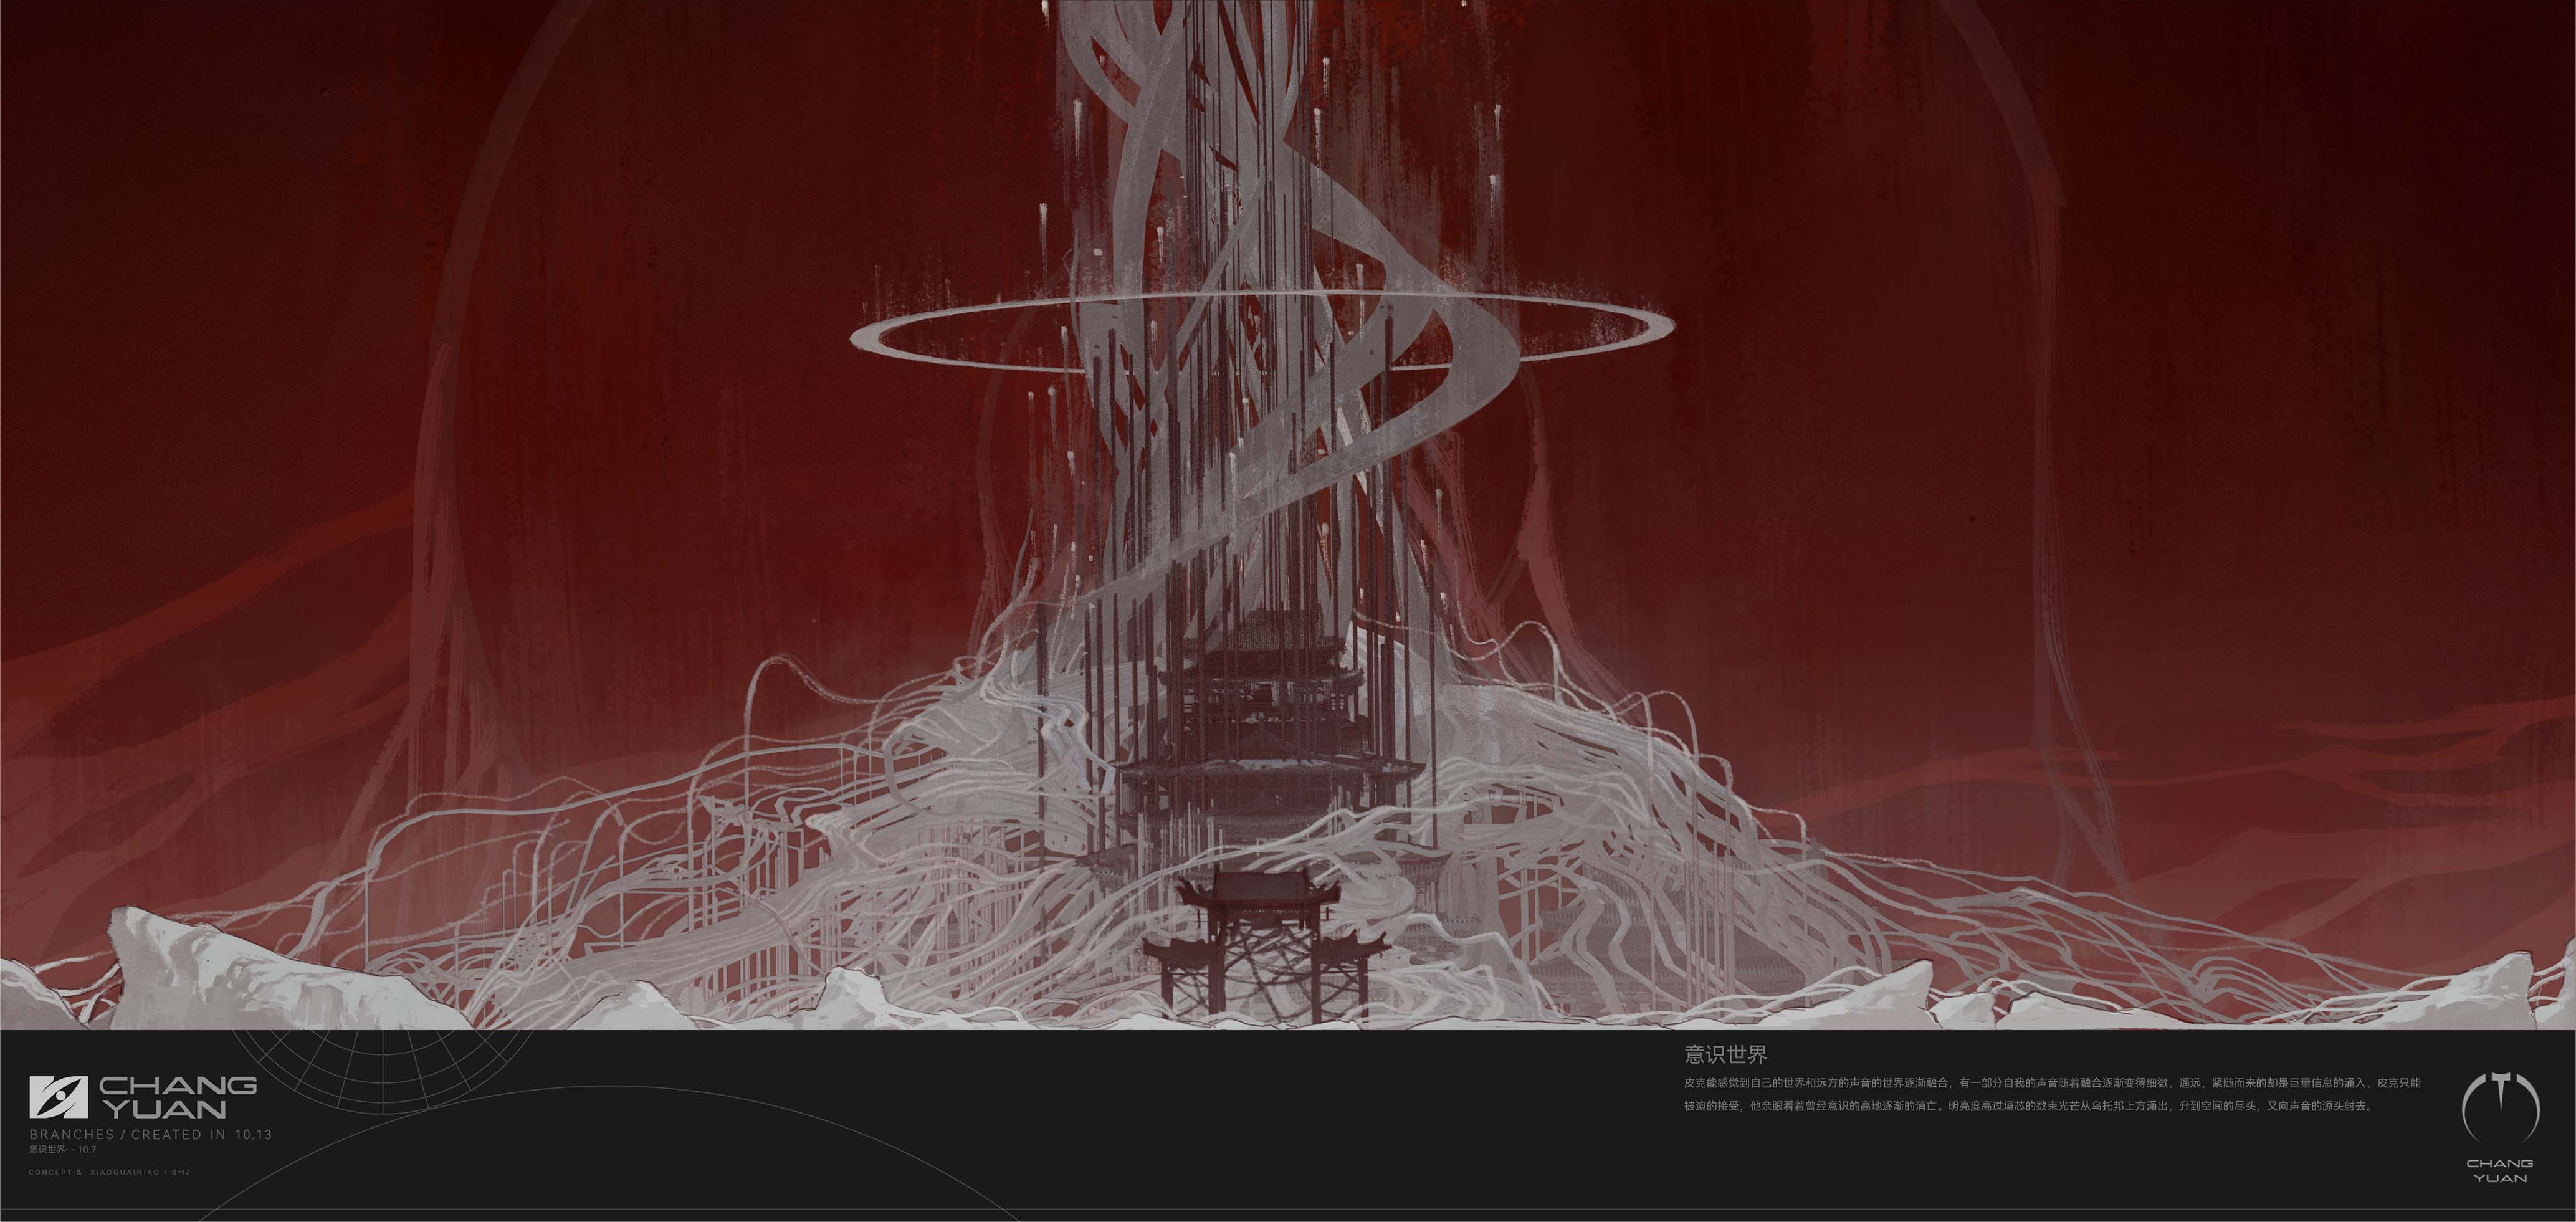 CHANG
YUAN
BRANCHES / CREATED IN 10.13
意识世界- - 10.7
CONCEPT & XIAOGUAINIAO / BMZ
意识世界
皮克能感觉到自己的世界和远方的声音的世界逐渐融合，有一部分自我的声音随着融合逐渐变得细微，遥远，紧随而来的却是巨量信息的涌入，皮克只能
被迫的接受，他亲眼看着曾经意识的高地逐渐的消亡。明亮度高过垣芯的数束光芒从乌托邦上方涌出，升到空间的尽头，又向声音的源头射去。
CHANG
YUAN